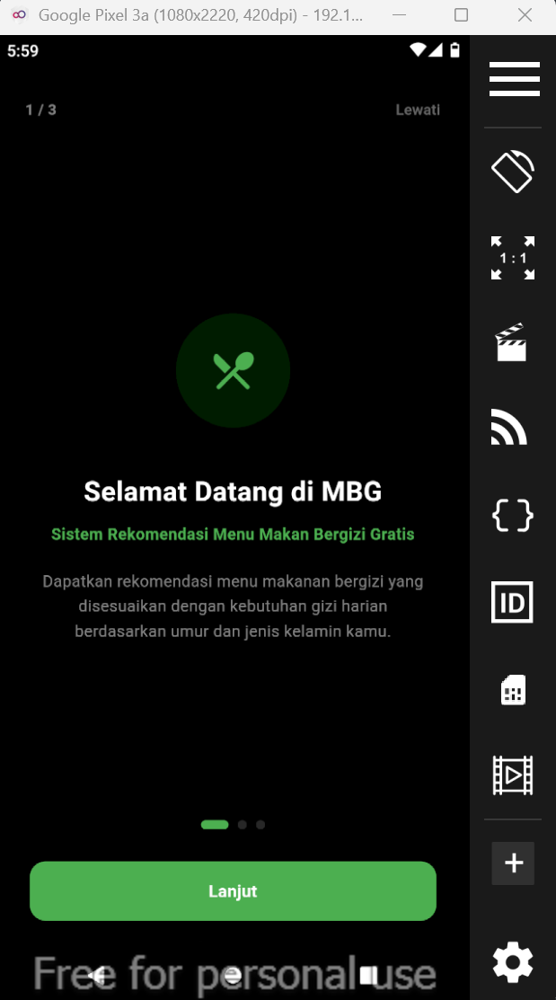 Google Pixel 3a (1080x2220, 420dpi) - 192.1...
5:59
1 / 3
Lewati
1 : 1
Selamat Datang di MBG
Sistem Rekomendasi Menu Makan Bergizi Gratis
Dapatkan rekomendasi menu makanan bergizi yang
disesuaikan dengan kebutuhan gizi harian
berdasarkan umur dan jenis kelamin kamu.
ID
Lanjut
Free for personal use